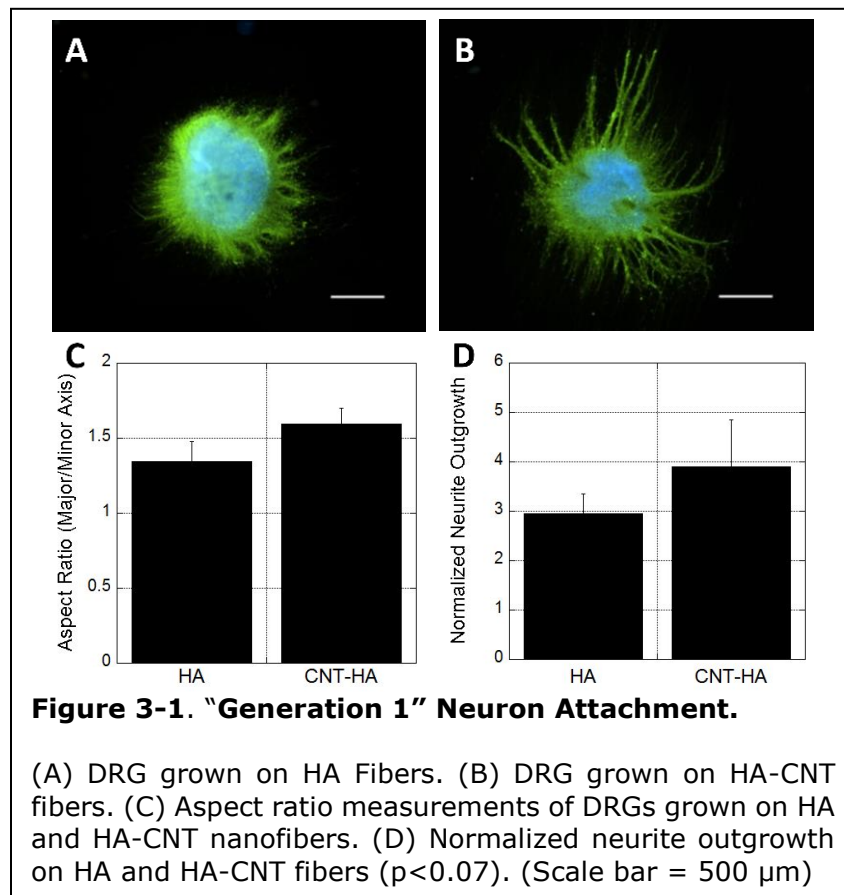 A
B
C
D
Aspect Ratio (Major/Minor Axis)
2
1.5
1
0.5
0
HA
CNT-HA
Normalized Neurite Outgrowth
6
5
4
3
2
1
0
HA
CNT-HA
Figure 3-1. “Generation 1” Neuron Attachment.
(A) DRG grown on HA Fibers. (B) DRG grown on HA-CNT
fibers. (C) Aspect ratio measurements of DRGs grown on HA
and HA-CNT nanofibers. (D) Normalized neurite outgrowth
on HA and HA-CNT fibers (p<0.07). (Scale bar = 500 µm)